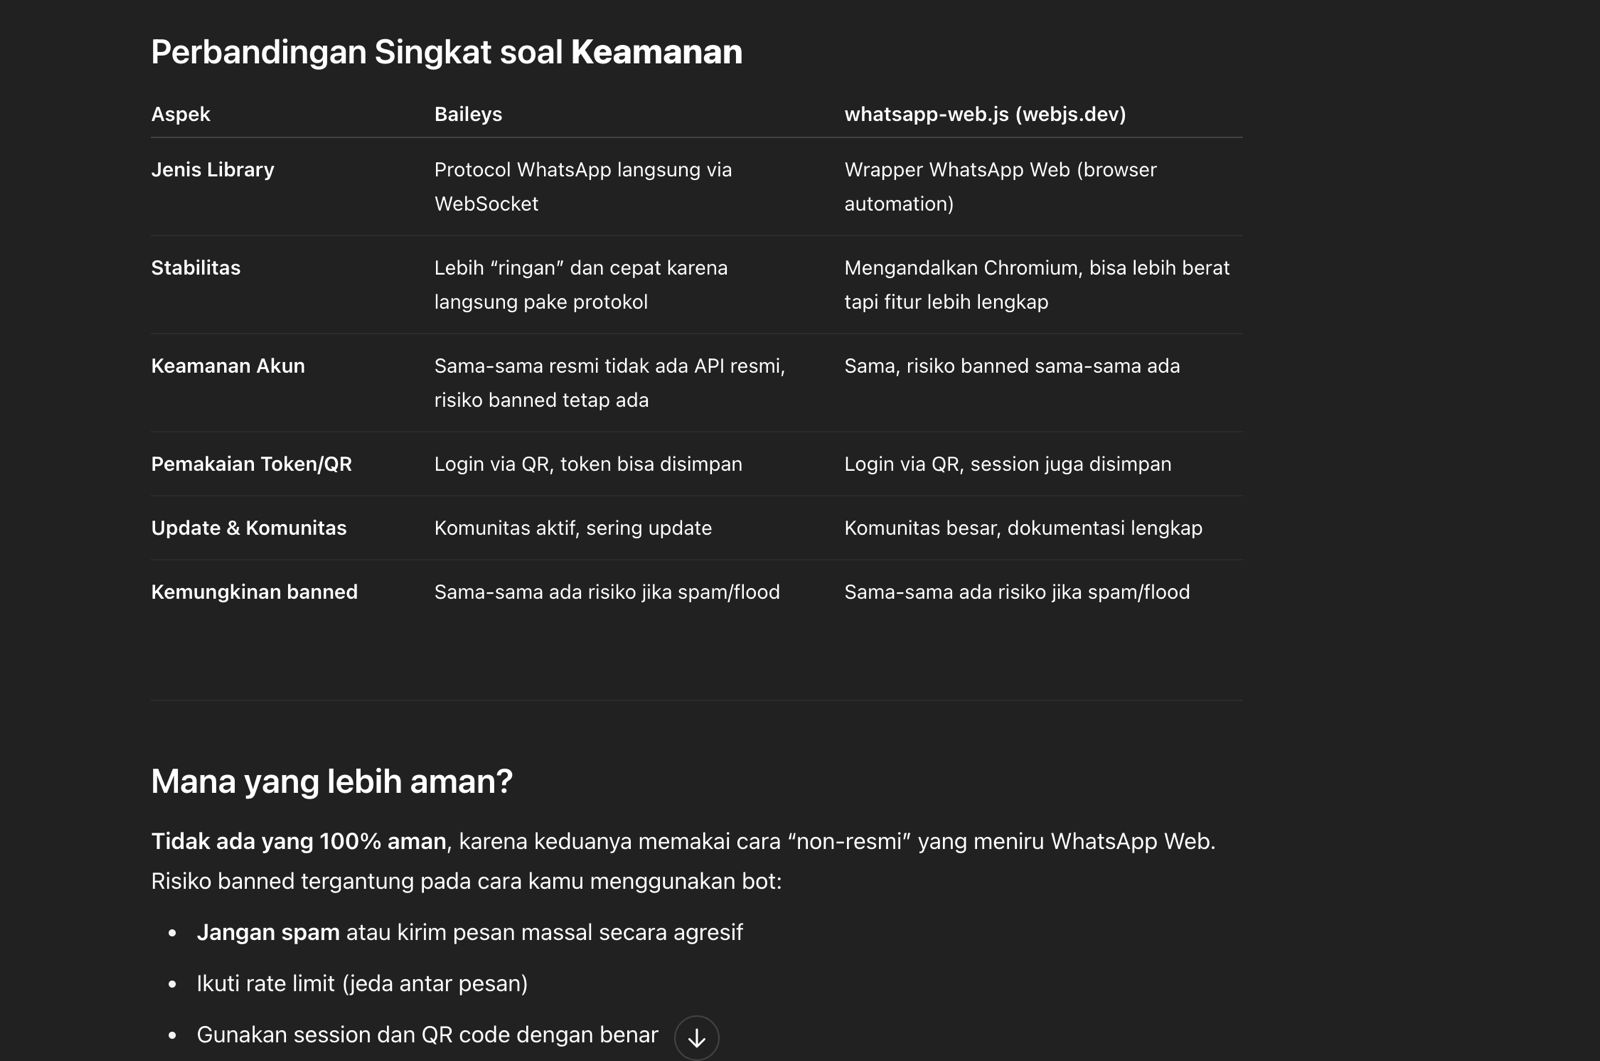 Perbandingan Singkat soal Keamanan
Aspek Baileys whatsapp-web.js (webjs.dev)
Jenis Library Protocol WhatsApp langsung via Wrapper WhatsApp Web (browser
WebSocket automation)
Stabilitas Lebih “ringan” dan cepat karena Mengandalkan Chromium, bisa lebih berat
langsung pake protokol tapi fitur lebih lengkap
Keamanan Akun Sama-sama resmi tidak ada API resmi, Sama, risiko banned sama-sama ada
risiko banned tetap ada
Pemakaian Token/QR Login via QR, token bisa disimpan Login via QR, session juga disimpan
Update & Komunitas Komunitas aktif, sering update Komunitas besar, dokumentasi lengkap
Kemungkinan banned Sama-sama ada risiko jika spam/flood Sama-sama ada risiko jika spam/flood
Mana yang lebih aman?
Tidak ada yang 100% aman, karena keduanya memakai cara “non-resmi” yang meniru WhatsApp Web.
Risiko banned tergantung pada cara kamu menggunakan bot:
• Jangan spam atau kirim pesan massal secara agresif
• Ikuti rate limit (jeda antar pesan)
• Gunakan session dan QR code dengan benar